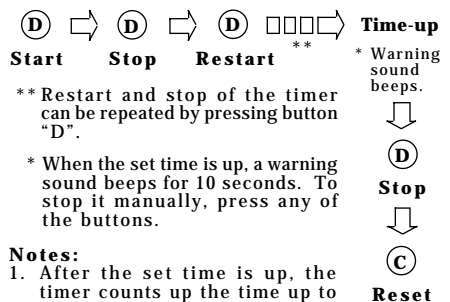 D D D Time-up
Start Stop Restart **
* Warning
sound
beeps.
** Restart and stop of the timer
can be repeated by pressing button
“D”.
D
Stop
* When the set time is up, a warning
sound beeps for 10 seconds. To
stop it manually, press any of
the buttons.
C
Reset
Notes:
1. After the set time is up, the
timer counts up the time up to